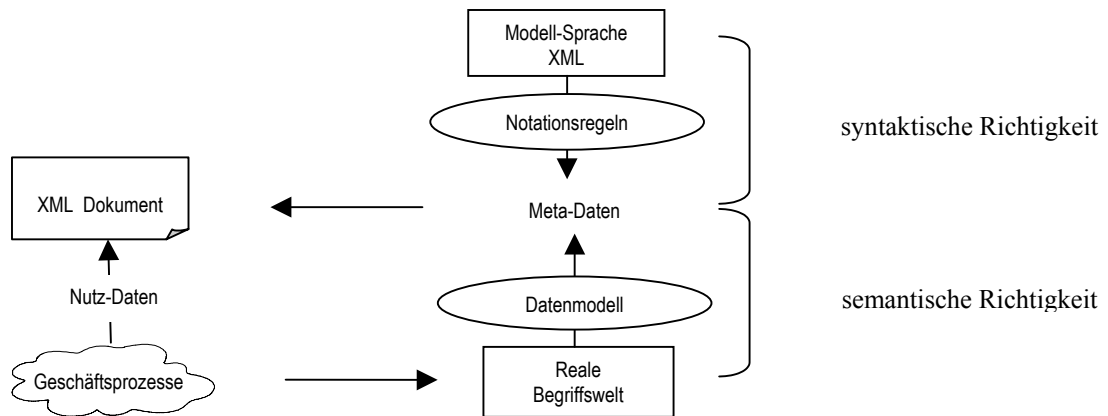 Modell-Sprache
XML
Notationsregeln
syntaktische Richtigkeit
XML Dokument
Meta-Daten
Nutz-Daten
Datenmodell
semantische Richtigkeit
Geschäftsprozesse
Reale
Begriffswelt